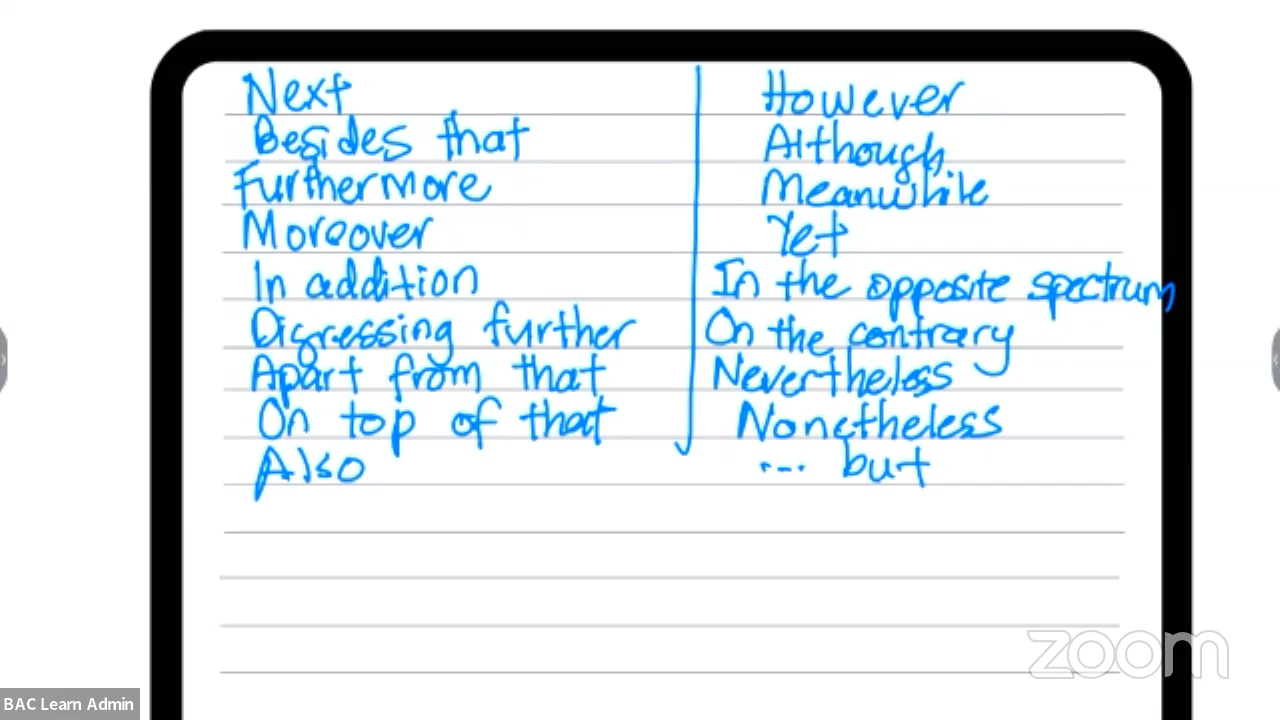 Next
Besides that
Furthermore
Moreover
In addition
Digressing further
Apart from that
On top of that
Also
However
Although
Meanwhile
Yet
In the opposite spectrum
On the contrary
Nevertheless
Nonetheless
... but
zoom
BAC Learn Admin